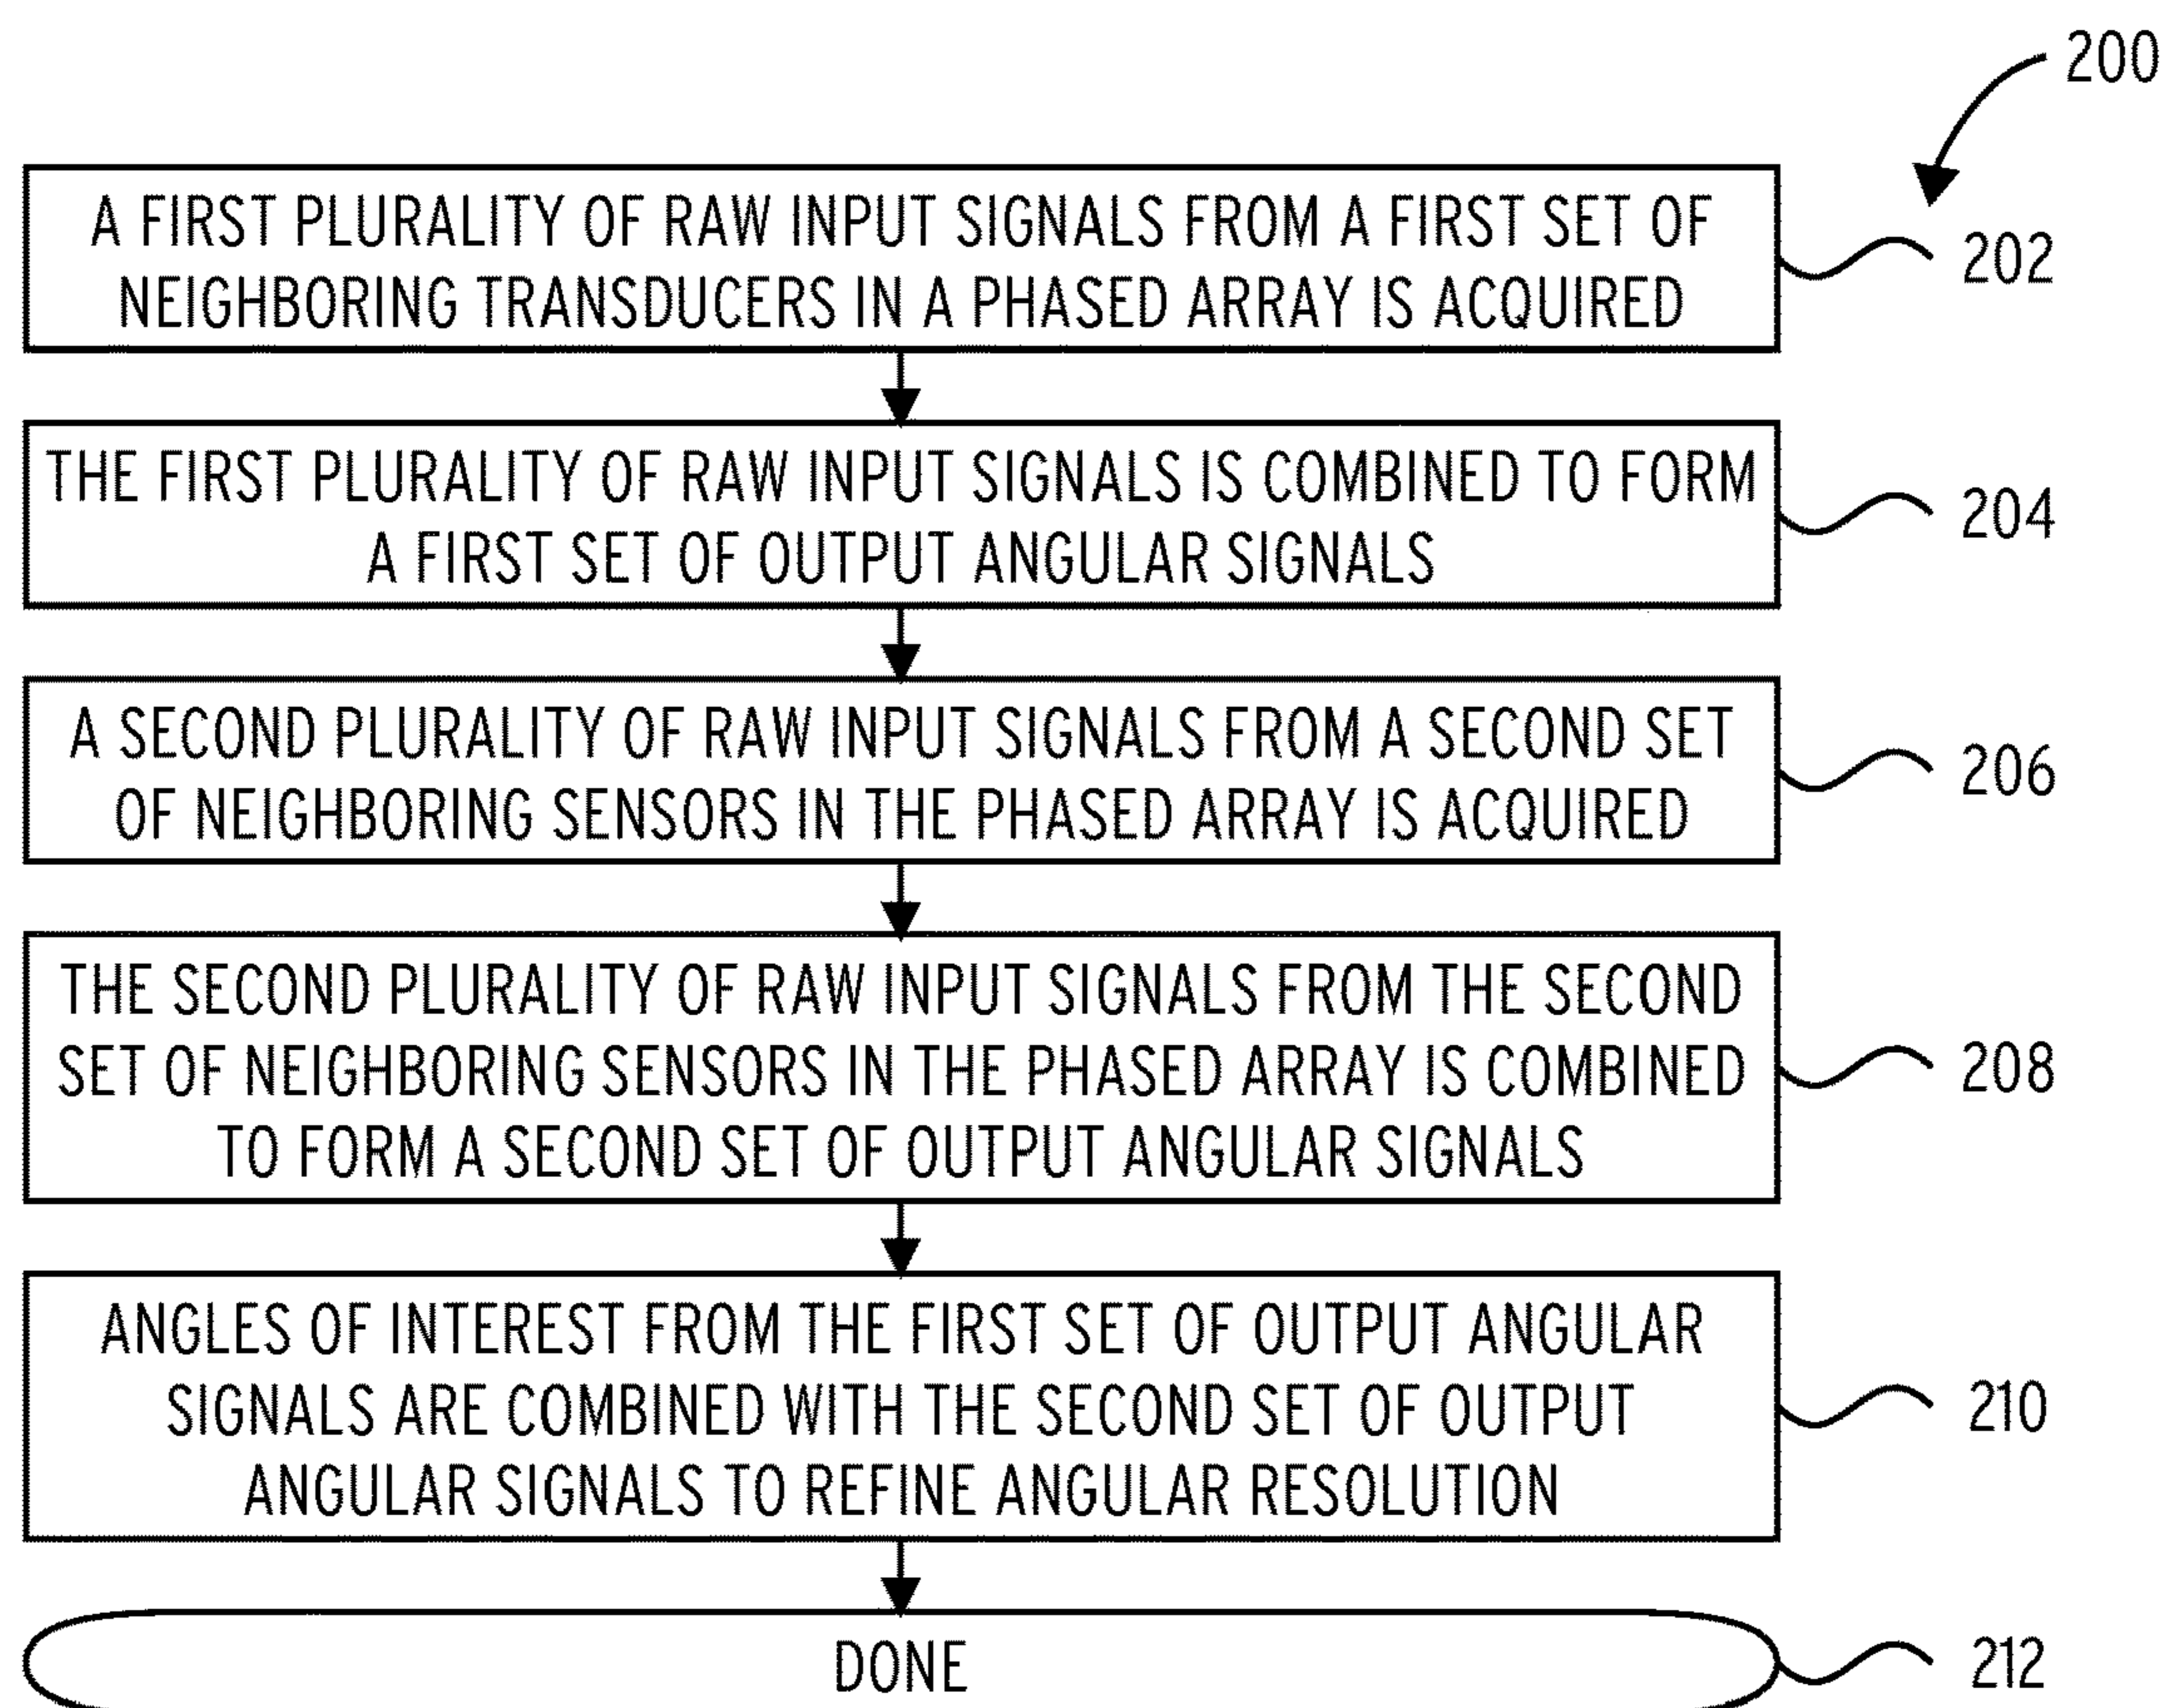 200
A FIRST PLURALITY OF RAW INPUT SIGNALS FROM A FIRST SET OF
NEIGHBORING TRANSDUCERS IN A PHASED ARRAY IS ACQUIRED
202
THE FIRST PLURALITY OF RAW INPUT SIGNALS IS COMBINED TO FORM
A FIRST SET OF OUTPUT ANGULAR SIGNALS
204
A SECOND PLURALITY OF RAW INPUT SIGNALS FROM A SECOND SET
OF NEIGHBORING SENSORS IN THE PHASED ARRAY IS ACQUIRED
206
THE SECOND PLURALITY OF RAW INPUT SIGNALS FROM THE SECOND
SET OF NEIGHBORING SENSORS IN THE PHASED ARRAY IS COMBINED
TO FORM A SECOND SET OF OUTPUT ANGULAR SIGNALS
208
ANGLES OF INTEREST FROM THE FIRST SET OF OUTPUT ANGULAR
SIGNALS ARE COMBINED WITH THE SECOND SET OF OUTPUT
ANGULAR SIGNALS TO REFINE ANGULAR RESOLUTION
210
DONE
212